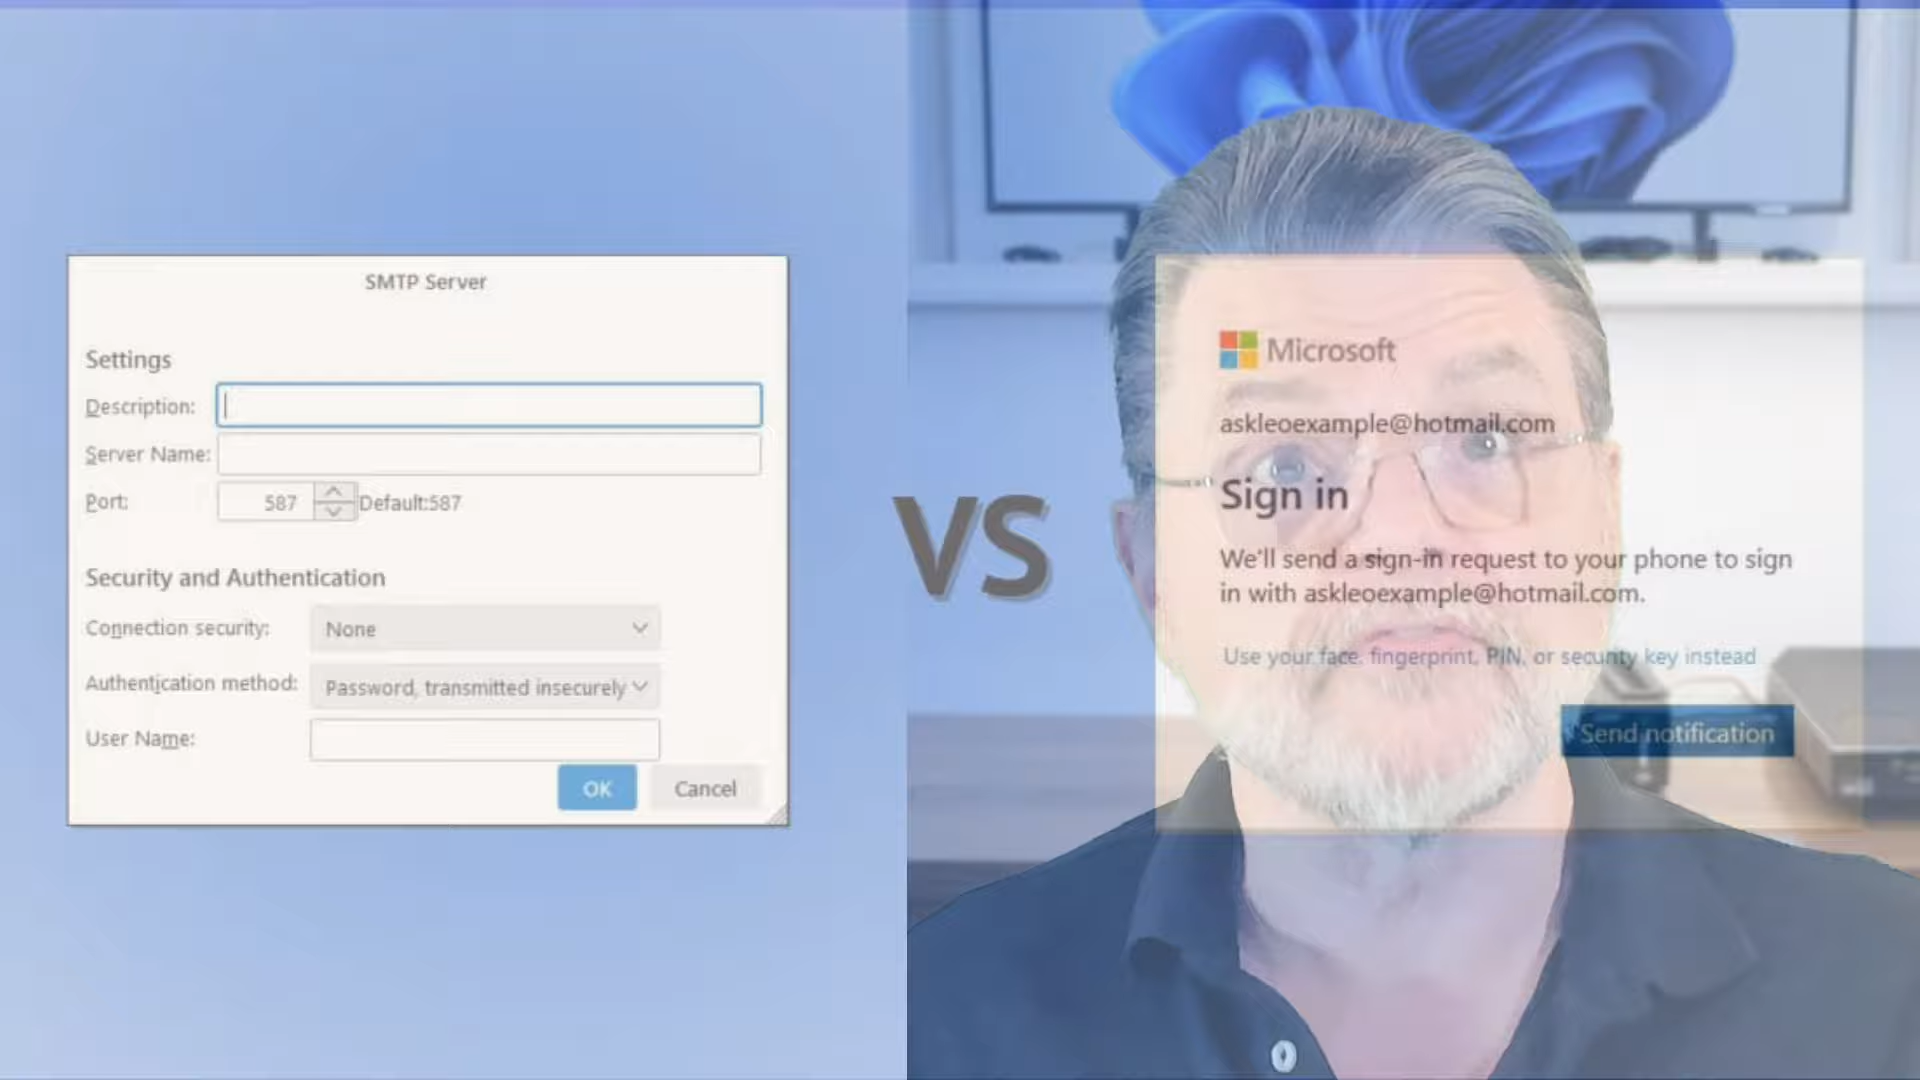 SMTP Server
Settings
Description:
Server Name:
Port: 587 Default:587
Security and Authentication
Connection security: None
Authentication method: Password, transmitted insecurely
User Name:
OK Cancel
VS
Microsoft
askleoexample@hotmail.com
Sign in
We'll send a sign-in request to your phone to sign
in with askleoexample@hotmail.com.
Use your face, fingerprint, PIN, or security key instead
Send notification